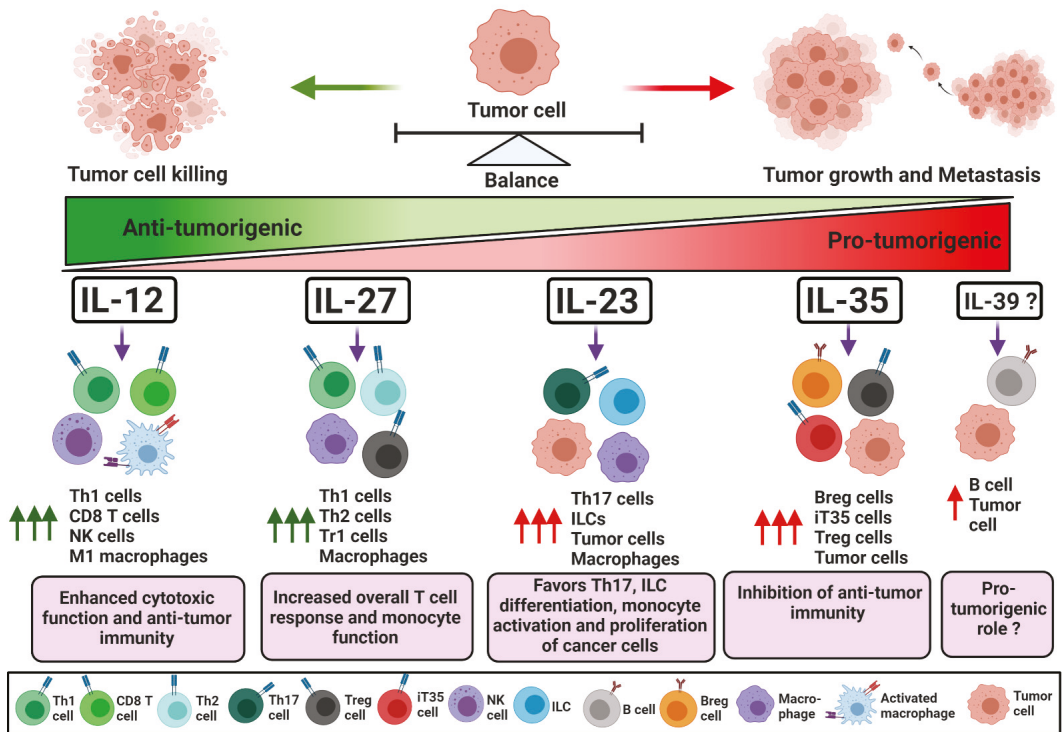 Tumor cell
Balance
Tumor cell killing
Tumor growth and Metastasis
Anti-tumorigenic
Pro-tumorigenic
IL-12
IL-27
IL-23
IL-35
IL-39 ?
Th1 cells
CD8 T cells
NK cells
M1 macrophages
Th1 cells
Th2 cells
Tr1 cells
Macrophages
Th17 cells
ILCs
Tumor cells
Macrophages
Breg cells
iT35 cells
Treg cells
Tumor cells
B cell
Tumor
cell
Enhanced cytotoxic
function and anti-tumor
immunity
Increased overall T cell
response and monocyte
function
Favors Th17, ILC
differentiation, monocyte
activation and proliferation
of cancer cells
Inhibition of anti-tumor
immunity
Pro-
tumorigenic
role ?
Th1
cell
CD8 T
cell
Th2
cell
Th17
cell
Treg
cell
iT35
cell
NK
cell
ILC
B cell
Breg
cell
Macro-
phage
Activated
macrophage
Tumor
cell